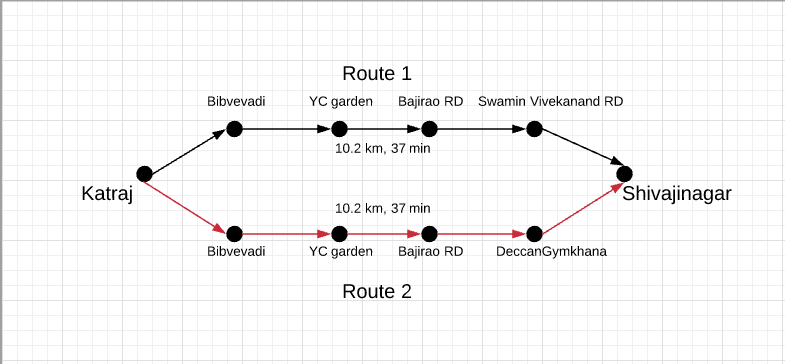 Route 1
Bibvevadi YC garden Bajirao RD Swamin Vivekanand RD
10.2 km, 37 min
Katraj Shivajinagar
10.2 km, 37 min
Bibvevadi YC garden Bajirao RD DeccanGymkhana
Route 2